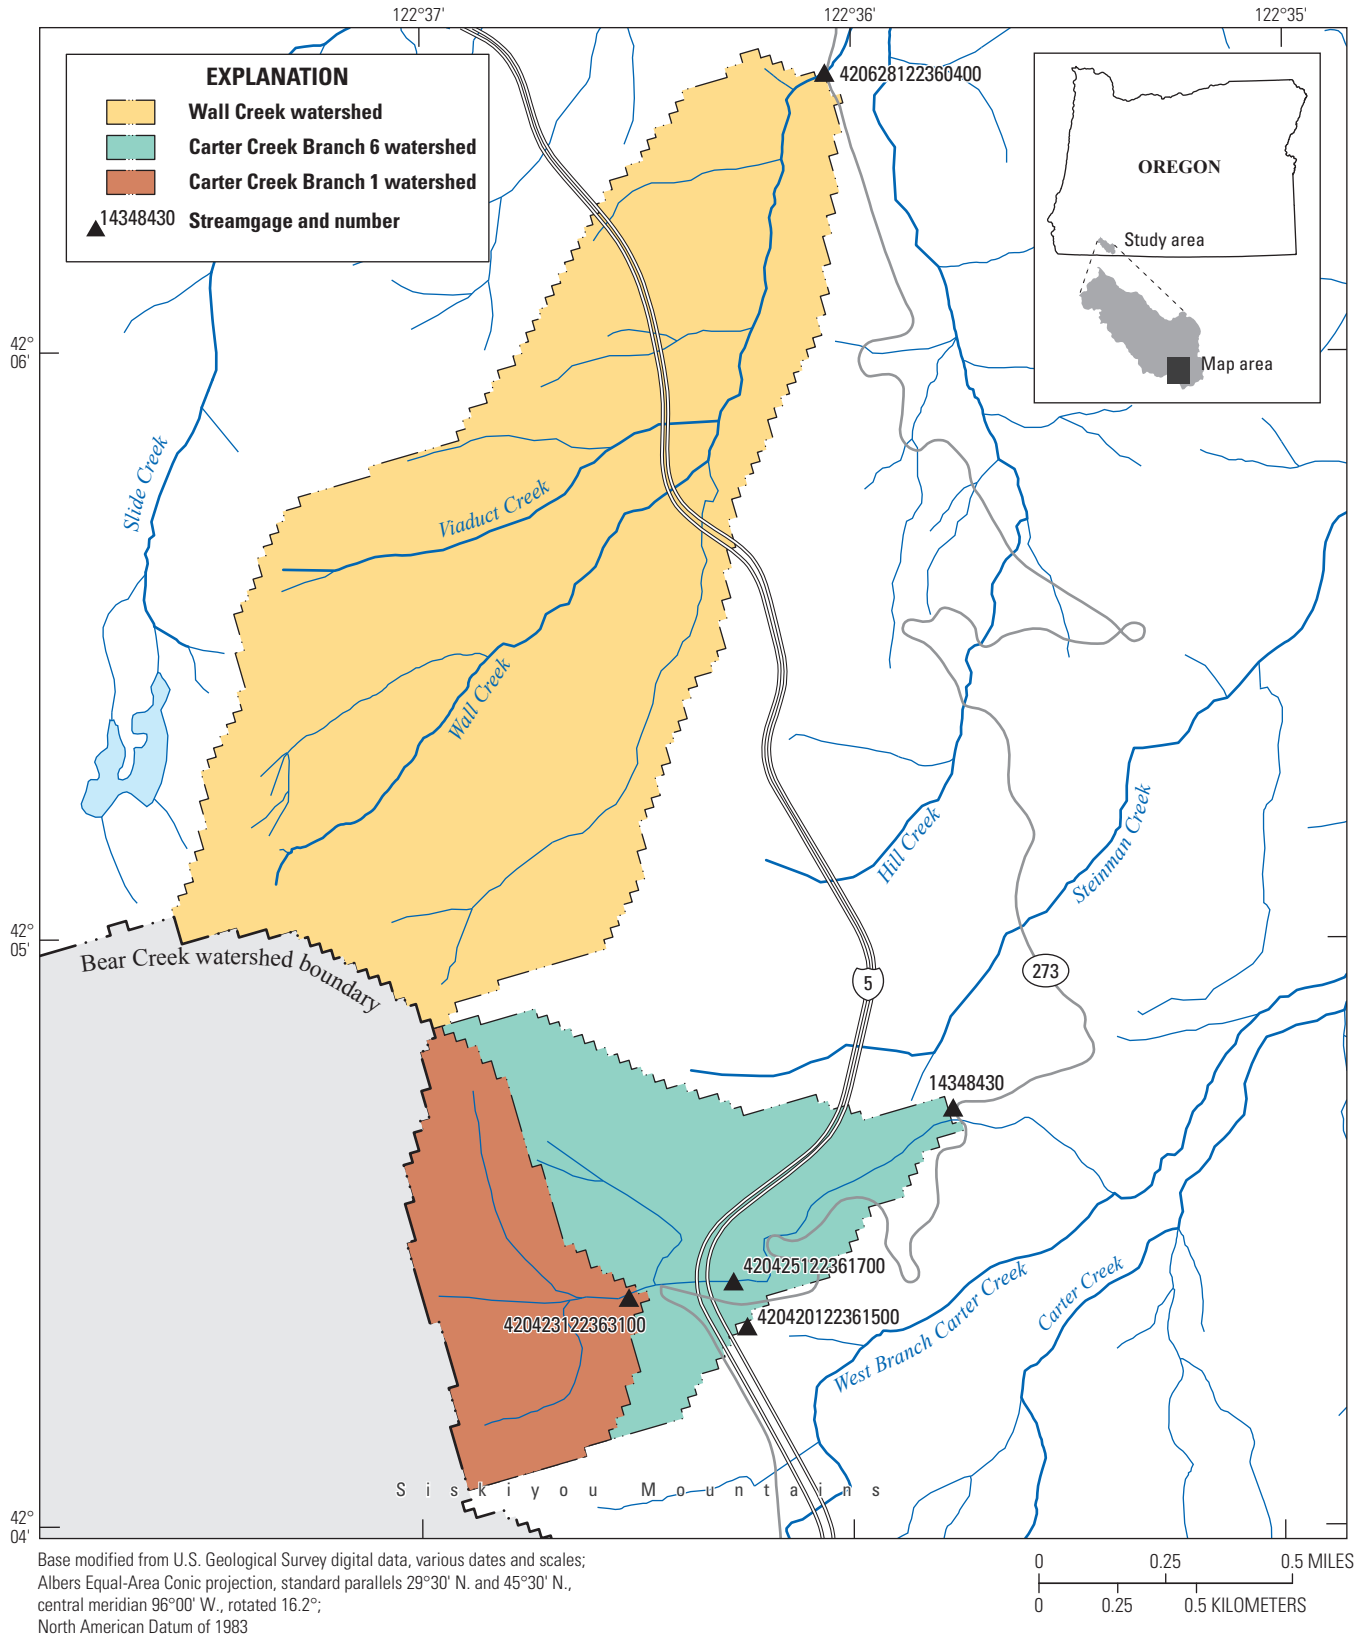 122°37'
122°36'
122°35'
EXPLANATION
Wall Creek watershed
Carter Creek Branch 6 watershed
Carter Creek Branch 1 watershed
14348430
Streamgage and number
420628122360400
OREGON
Study area
Map area
42°
06'
Slide Creek
Viaduct Creek
Wall Creek
Hill Creek
Steinman Creek
42°
05'
Bear Creek watershed boundary
5
273
14348430
420425122361700
420423122363100
420420122361500
West Branch Carter Creek
Carter Creek
Siskiyou Mountains
42°
04'
Base modified from U.S. Geological Survey digital data, various dates and scales;
Albers Equal-Area Conic projection, standard parallels 29°30' N. and 45°30' N.,
central meridian 96°00' W., rotated 16.2°;
North American Datum of 1983
0 0.25 0.5 MILES
0 0.25 0.5 KILOMETERS